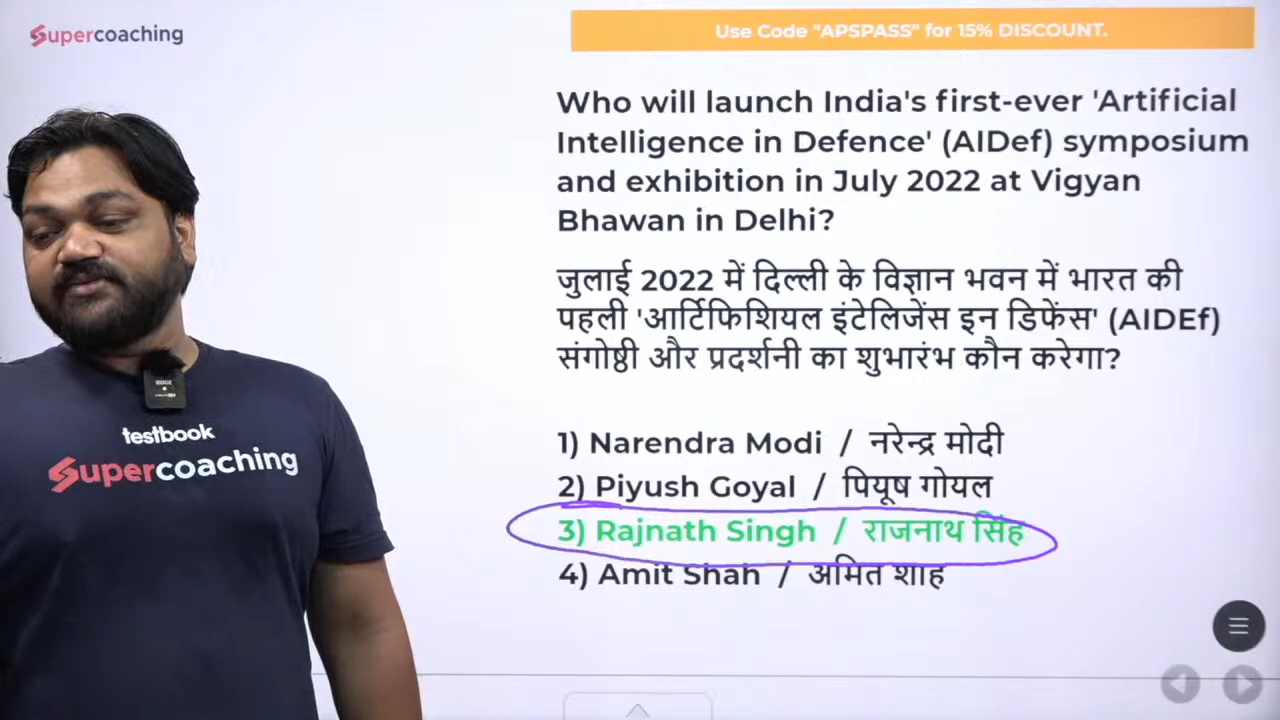 Supercoaching
Use Code "APSPASS" for 15% DISCOUNT.
Who will launch India's first-ever 'Artificial
Intelligence in Defence' (AIDef) symposium
and exhibition in July 2022 at Vigyan
Bhawan in Delhi?
जुलाई 2022 में दिल्ली के विज्ञान भवन में भारत की
पहली 'आर्टिफिशियल इंटेलिजेंस इन डिफेंस' (AIDEf)
संगोष्ठी और प्रदर्शनी का शुभारंभ कौन करेगा?
1) Narendra Modi / नरेन्द्र मोदी
2) Piyush Goyal / पियूष गोयल
3) Rajnath Singh / राजनाथ सिंह
4) Amit Shah / अमित शाह
testbook
Supercoaching